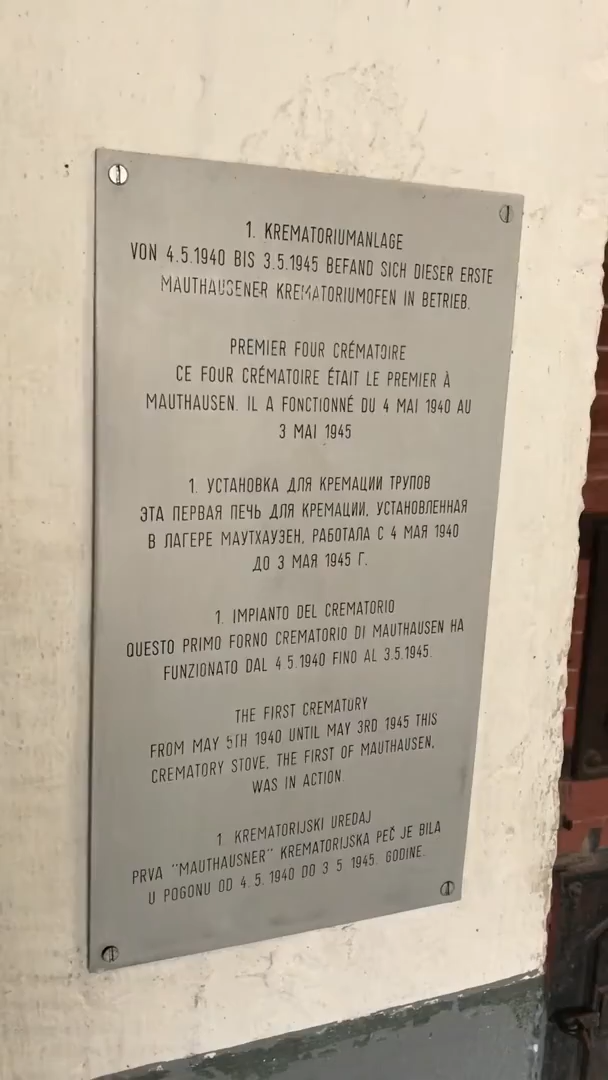 1. KREMATORIUMANLAGE
VON 4.5.1940 BIS 3.5.1945 BEFAND SICH DIESER ERSTE
MAUTHAUSENER KREMATORIUMOFEN IN BETRIEB.
PREMIER FOUR CRÉMATOIRE
CE FOUR CRÉMATOIRE ÉTAIT LE PREMIER À
MAUTHAUSEN. IL A FONCTIONNÉ DU 4 MAI 1940 AU
3 MAI 1945
1. УСТАНОВКА ДЛЯ КРЕМАЦИИ ТРУПОВ
ЭТА ПЕРВАЯ ПЕЧЬ ДЛЯ КРЕМАЦИИ, УСТАНОВЛЕННАЯ
В ЛАГЕРЕ МАУТХАУЗЕН, РАБОТАЛА С 4 МАЯ 1940
ДО 3 МАЯ 1945 Г.
1. IMPIANTO DEL CREMATORIO
QUESTO PRIMO FORNO CREMATORIO DI MAUTHAUSEN HA
FUNZIONATO DAL 4 5.1940 FINO AL 3.5.1945.
THE FIRST CREMATORY
FROM MAY 5TH 1940 UNTIL MAY 3RD 1945 THIS
CREMATORY STOVE, THE FIRST OF MAUTHAUSEN,
WAS IN ACTION.
1 KREMATORIJSKI UREDAJ
PRVA "MAUTHAUSNER" KREMATORIJSKA PEČ JE BILA
U POGONU OD 4.5.1940 DO 3 5 1945. GODINE.